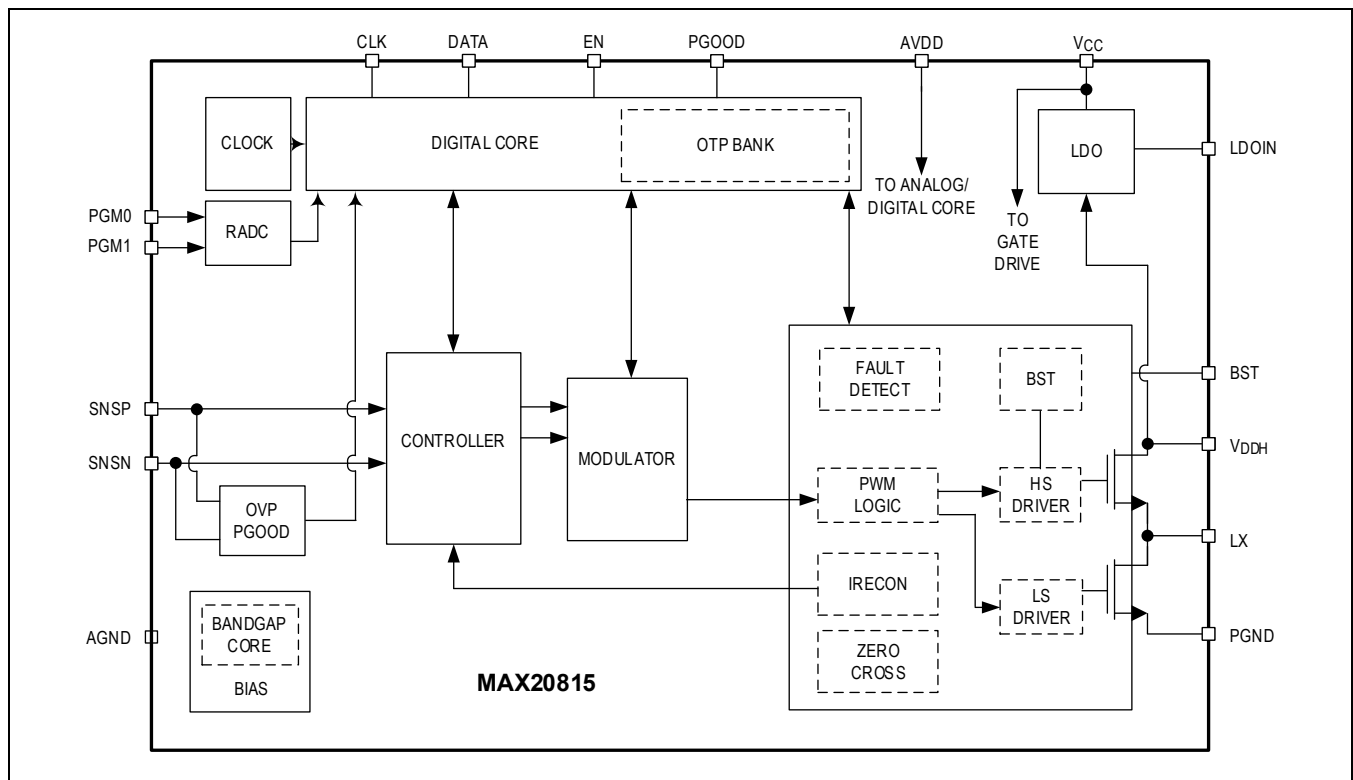 CLK
DATA
EN
PGOOD
AVDD
VCC
CLOCK
DIGITAL CORE
OTP BANK
LDO
LDOIN
TO ANALOG/
DIGITAL CORE
TO
GATE
DRIVE
PGM0
PGM1
RADC
FAULT
DETECT
BST
BST
SNSP
SNSN
CONTROLLER
MODULATOR
VDDH
OVP
PGOOD
PWM
LOGIC
HS
DRIVER
LX
IRECON
LS
DRIVER
AGND
BANDGAP
CORE
BIAS
ZERO
CROSS
PGND
MAX20815